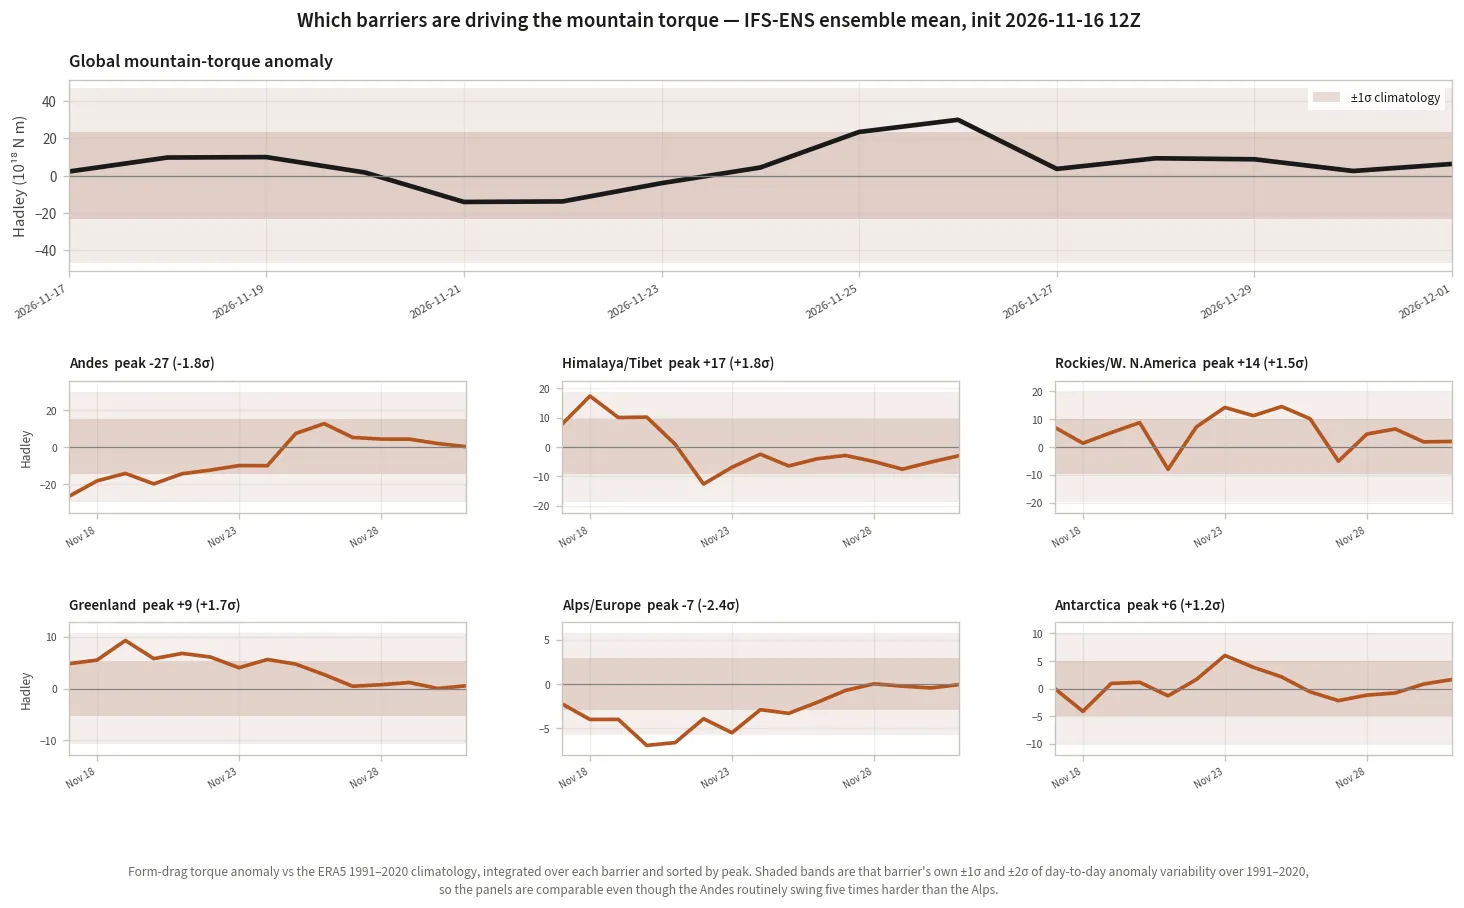 Which barriers are driving the mountain torque — IFS-ENS ensemble mean, init 2026-11-16 12Z
Global mountain-torque anomaly
Hadley (10¹⁸ N m)
40
20
0
−20
−40
±1σ climatology
2026-11-17
2026-11-19
2026-11-21
2026-11-23
2026-11-25
2026-11-27
2026-11-29
2026-12-01
Andes peak -27 (-1.8σ)
Hadley
20
0
−20
Nov 18
Nov 23
Nov 28
Himalaya/Tibet peak +17 (+1.8σ)
20
10
0
−10
−20
Nov 18
Nov 23
Nov 28
Rockies/W. N.America peak +14 (+1.5σ)
20
10
0
−10
−20
Nov 18
Nov 23
Nov 28
Greenland peak +9 (+1.7σ)
Hadley
10
0
−10
Nov 18
Nov 23
Nov 28
Alps/Europe peak -7 (-2.4σ)
5
0
−5
Nov 18
Nov 23
Nov 28
Antarctica peak +6 (+1.2σ)
10
5
0
−5
−10
Nov 18
Nov 23
Nov 28
Form-drag torque anomaly vs the ERA5 1991–2020 climatology, integrated over each barrier and sorted by peak. Shaded bands are that barrier's own ±1σ and ±2σ of day-to-day anomaly variability over 1991–2020,
so the panels are comparable even though the Andes routinely swing five times harder than the Alps.